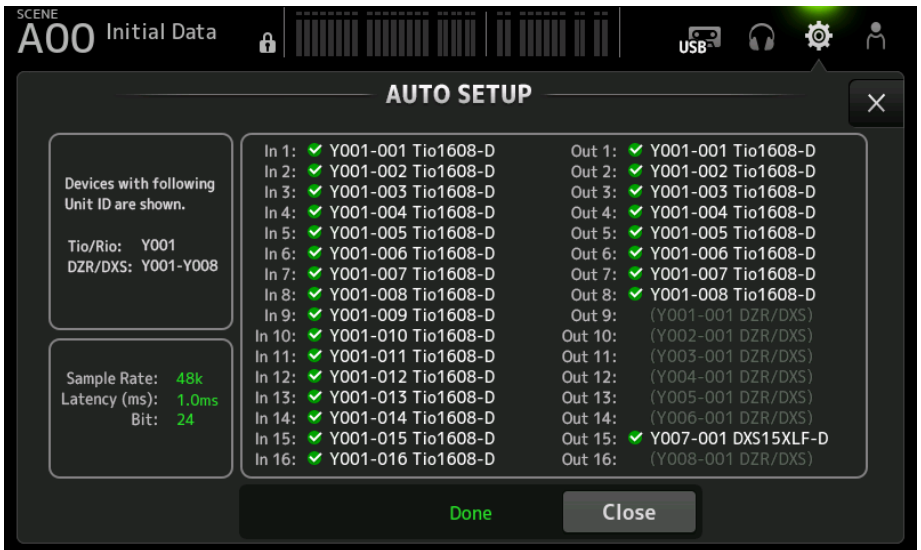 SCENE
A00 Initial Data
USB
AUTO SETUP
Devices with following
Unit ID are shown.
Tio/Rio: Y001
DZR/DXS: Y001-Y008
Sample Rate: 48k
Latency (ms): 1.0ms
Bit: 24
In 1: Y001-001 Tio1608-D
In 2: Y001-002 Tio1608-D
In 3: Y001-003 Tio1608-D
In 4: Y001-004 Tio1608-D
In 5: Y001-005 Tio1608-D
In 6: Y001-006 Tio1608-D
In 7: Y001-007 Tio1608-D
In 8: Y001-008 Tio1608-D
In 9: Y001-009 Tio1608-D
In 10: Y001-010 Tio1608-D
In 11: Y001-011 Tio1608-D
In 12: Y001-012 Tio1608-D
In 13: Y001-013 Tio1608-D
In 14: Y001-014 Tio1608-D
In 15: Y001-015 Tio1608-D
In 16: Y001-016 Tio1608-D
Out 1: Y001-001 Tio1608-D
Out 2: Y001-002 Tio1608-D
Out 3: Y001-003 Tio1608-D
Out 4: Y001-004 Tio1608-D
Out 5: Y001-005 Tio1608-D
Out 6: Y001-006 Tio1608-D
Out 7: Y001-007 Tio1608-D
Out 8: Y001-008 Tio1608-D
Out 9: (Y001-001 DZR/DXS)
Out 10: (Y002-001 DZR/DXS)
Out 11: (Y003-001 DZR/DXS)
Out 12: (Y004-001 DZR/DXS)
Out 13: (Y005-001 DZR/DXS)
Out 14: (Y006-001 DZR/DXS)
Out 15: Y007-001 DXS15XLF-D
Out 16: (Y008-001 DZR/DXS)
Done
Close